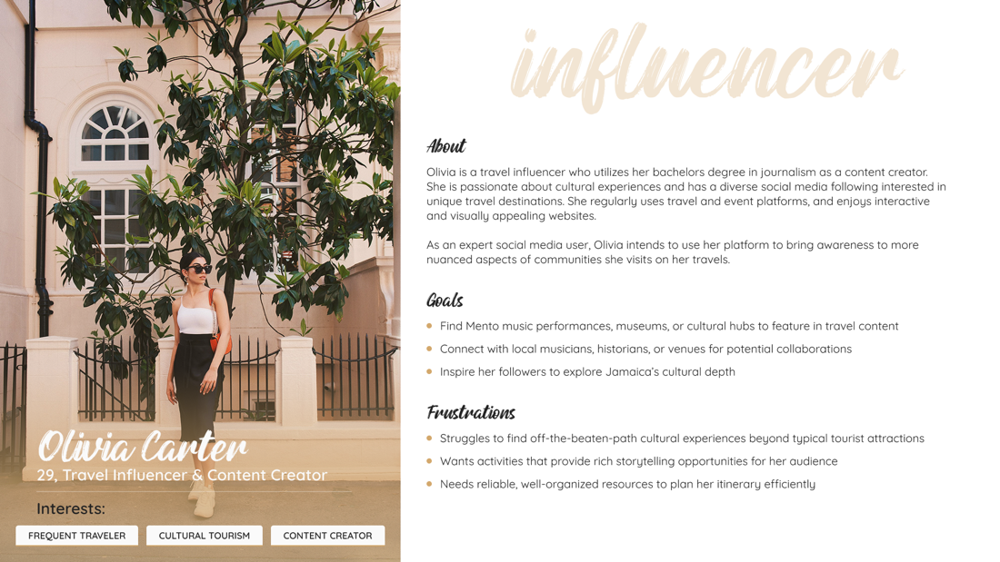 influencer
About
Olivia is a travel influencer who utilizes her bachelors degree in journalism as a content creator.
She is passionate about cultural experiences and has a diverse social media following interested in
unique travel destinations. She regularly uses travel and event platforms, and enjoys interactive
and visually appealing websites.
As an expert social media user, Olivia intends to use her platform to bring awareness to more
nuanced aspects of communities she visits on her travels.
Goals
Find Mento music performances, museums, or cultural hubs to feature in travel content
Connect with local musicians, historians, or venues for potential collaborations
Inspire her followers to explore Jamaica's cultural depth
Frustrations
Struggles to find off-the-beaten-path cultural experiences beyond typical tourist attractions
Wants activities that provide rich storytelling opportunities for her audience
Needs reliable, well-organized resources to plan her itinerary efficiently
Olivia Carter
29, Travel Influencer & Content Creator
Interests:
FREQUENT TRAVELER
CULTURAL TOURISM
CONTENT CREATOR